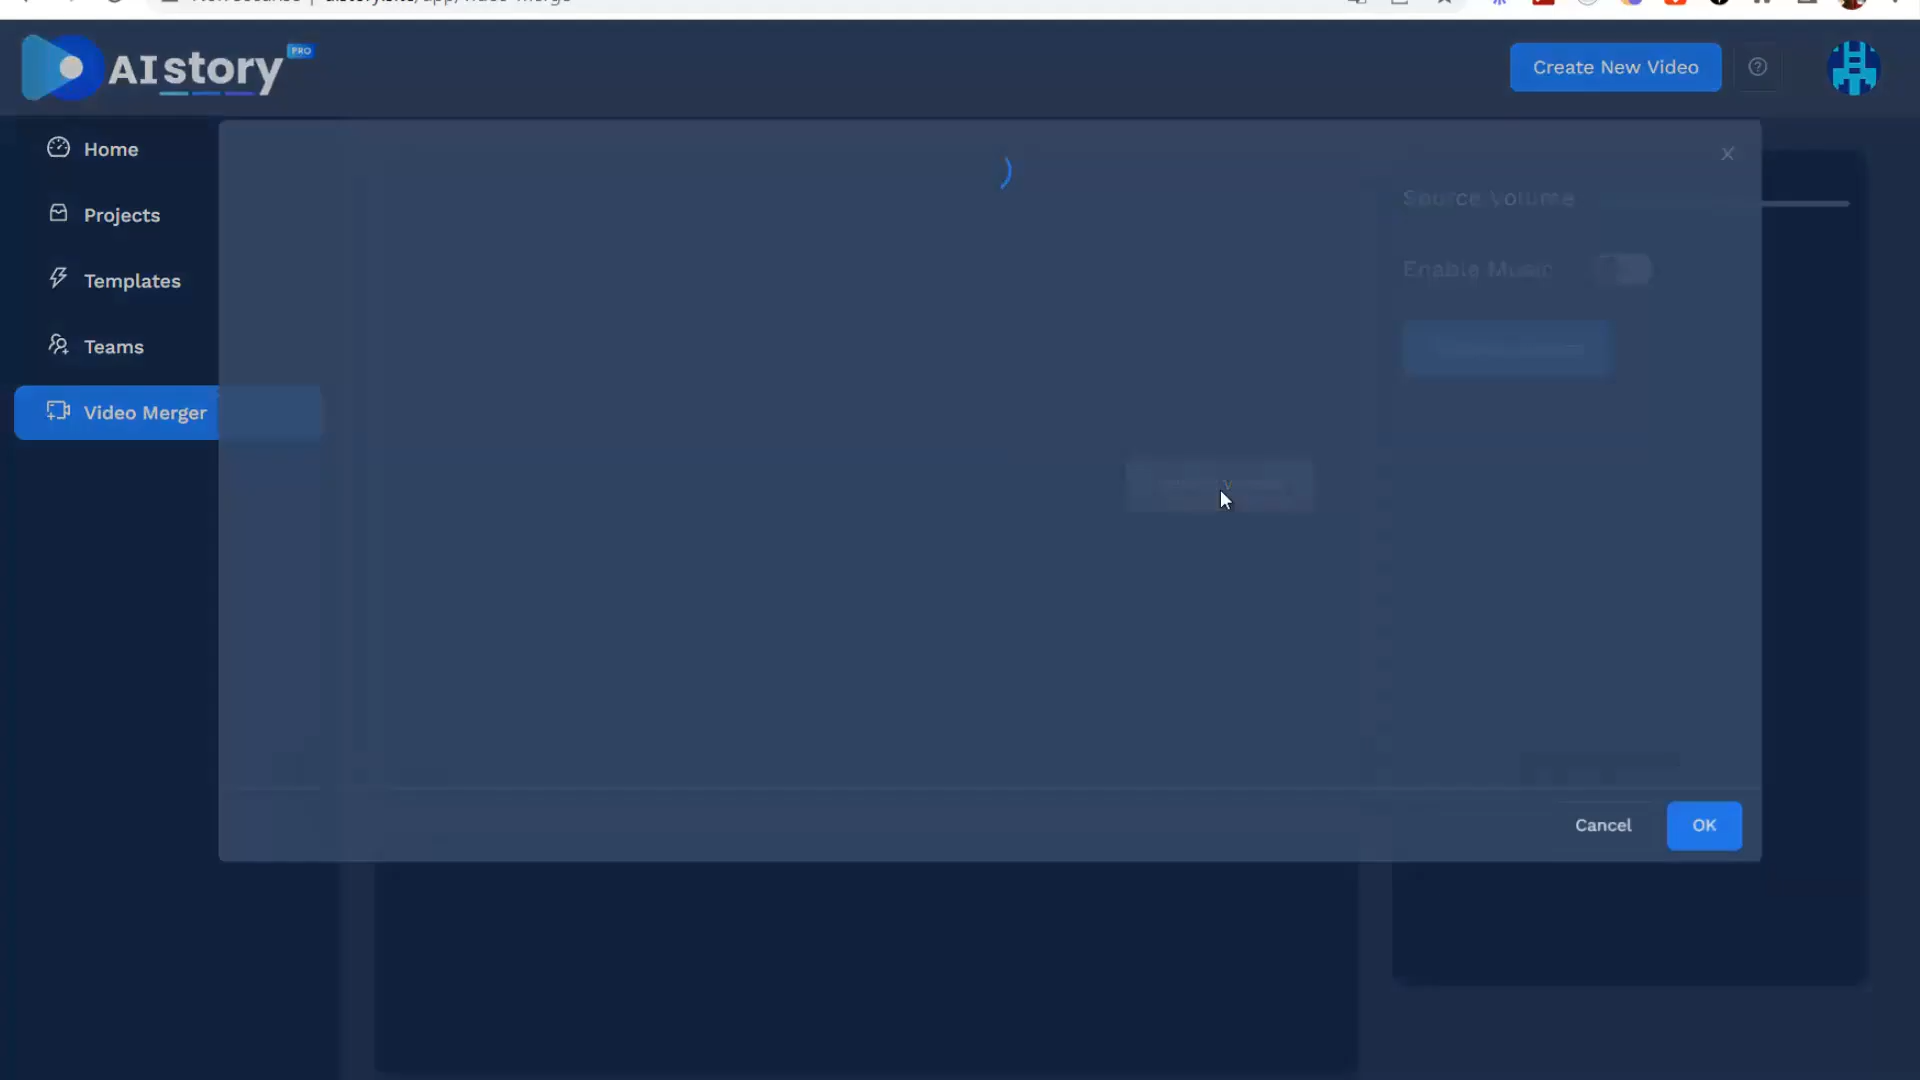 AIstory PRO
Create New Video
Home
Source Volume
Projects
Enable Music
Templates
Teams
Video Merger
Cancel
OK